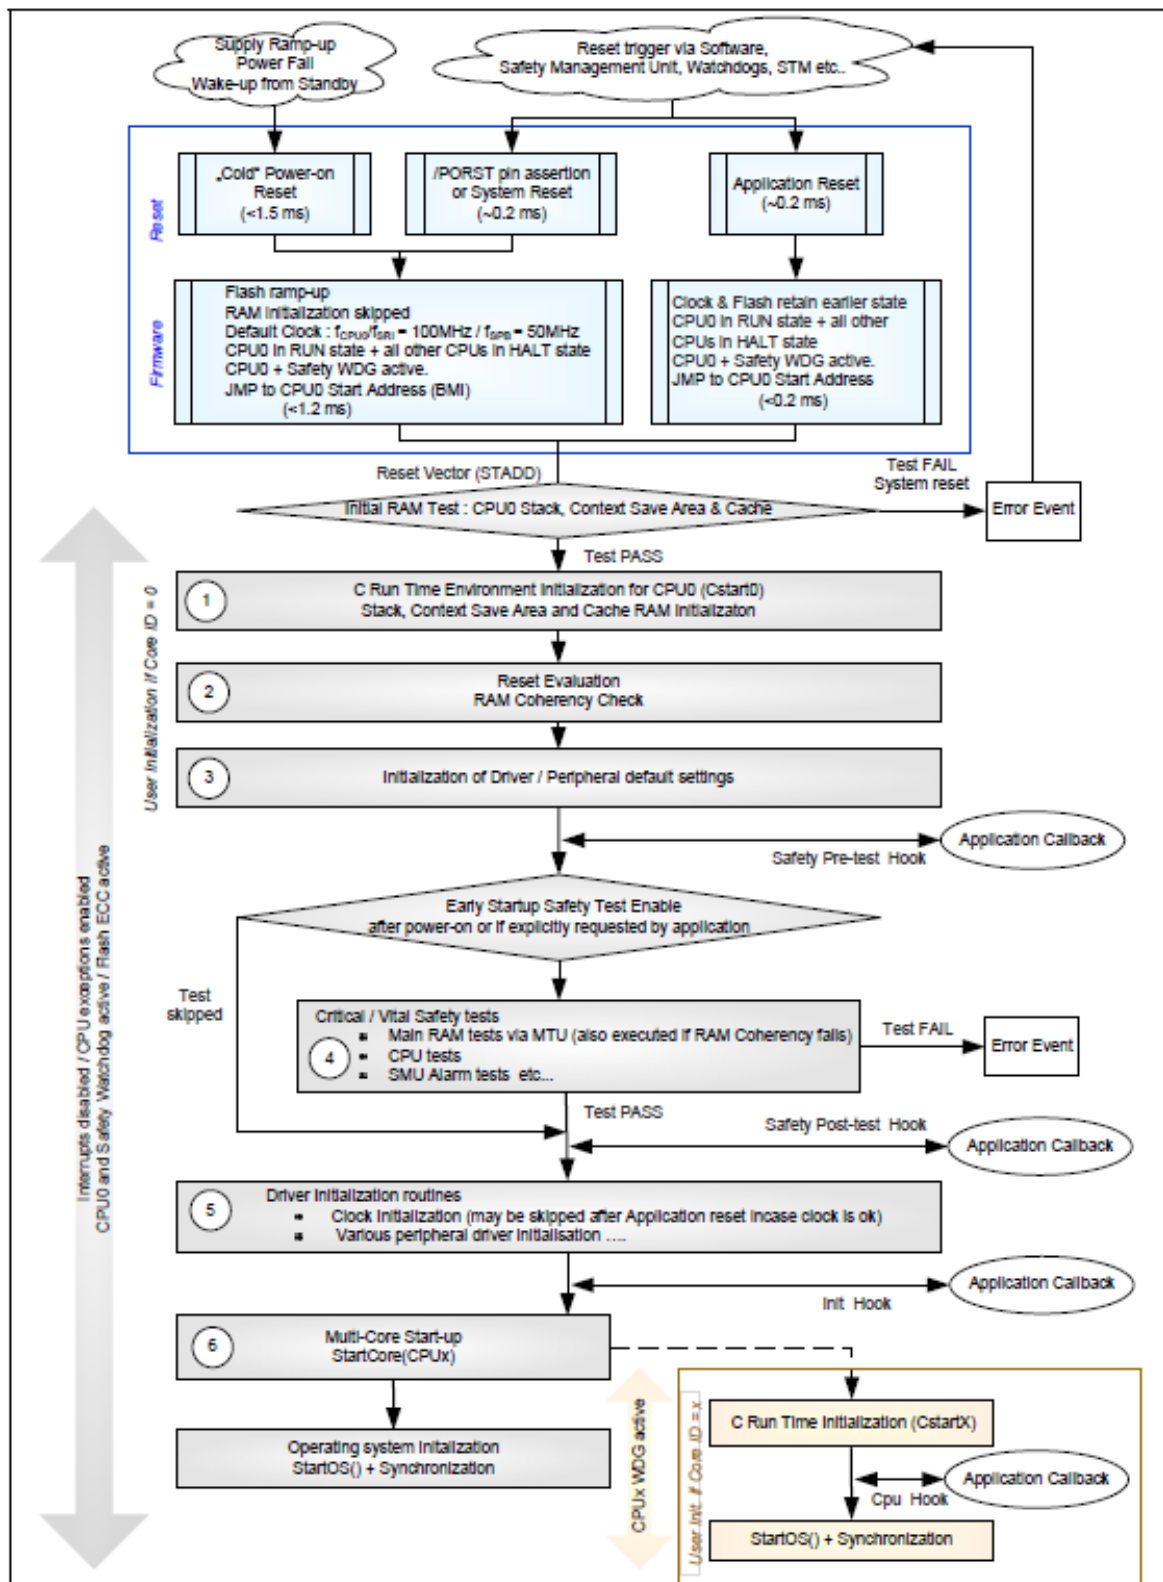 Supply Ramp-up
Power Fail
Wake-up from Standby
Reset trigger via Software,
Safety Management Unit, Watchdogs, STM etc..
Reset
„Cold“ Power-on
Reset
(<1.5 ms)
/PORST pin assertion
or System Reset
(~0.2 ms)
Application Reset
(~0.2 ms)
Firmware
Flash ramp-up
RAM Initialization skipped
Default Clock : fCPU0/fSRI = 100MHz / fSPB = 50MHz
CPU0 in RUN state + all other CPUs in HALT state
CPU0 + Safety WDG active.
JMP to CPU0 Start Address (BMI)
(<1.2 ms)
Clock & Flash retain earlier state
CPU0 in RUN state + all other
CPUs in HALT state
CPU0 + Safety WDG active.
JMP to CPU0 Start Address
(<0.2 ms)
Reset Vector (STADD)
Test FAIL
System reset
Initial RAM Test : CPU0 Stack, Context Save Area & Cache
Error Event
Test PASS
User Initialization if Core ID = 0
1
C Run Time Environment Initialization for CPU0 (Cstart0)
Stack, Context Save Area and Cache RAM Initializaton
2
Reset Evaluation
RAM Coherency Check
3
Initialization of Driver / Peripheral default settings
Application Callback
Safety Pre-test Hook
Early Startup Safety Test Enable
after power-on or if explicitly requested by application
Interrupts disabled / CPU exceptions enabled
CPU0 and Safety Watchdog active / Flash ECC active
Test
skipped
4
Critical / Vital Safety tests
▪ Main RAM tests via MTU (also executed if RAM Coherency fails)
▪ CPU tests
▪ SMU Alarm tests etc...
Test FAIL
Error Event
Test PASS
Safety Post-test Hook
Application Callback
5
Driver Initialization routines
▪ Clock Initialization (may be skipped after Application reset incase clock is ok)
▪ Various peripheral driver Initialisation ....
Application Callback
Init Hook
6
Multi-Core Start-up
StartCore(CPUx)
Operating system Initalization
StartOS() + Synchronization
CPUx WDG active
User Init. if Core ID = x
C Run Time Initialization (CstartX)
Application Callback
Cpu Hook
StartOS() + Synchronization